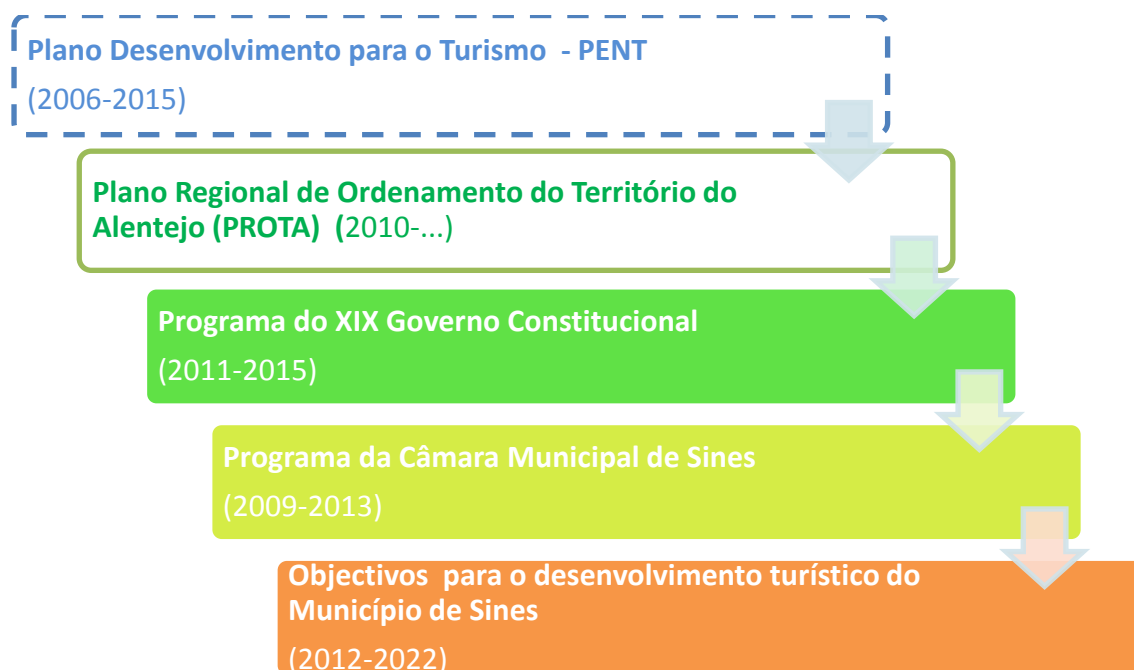 Plano Desenvolvimento para o Turismo - PENT
(2006-2015)
Plano Regional de Ordenamento do Território do
Alentejo (PROTA) (2010-...)
Programa do XIX Governo Constitucional
(2011-2015)
Programa da Câmara Municipal de Sines
(2009-2013)
Objectivos para o desenvolvimento turístico do
Município de Sines
(2012-2022)